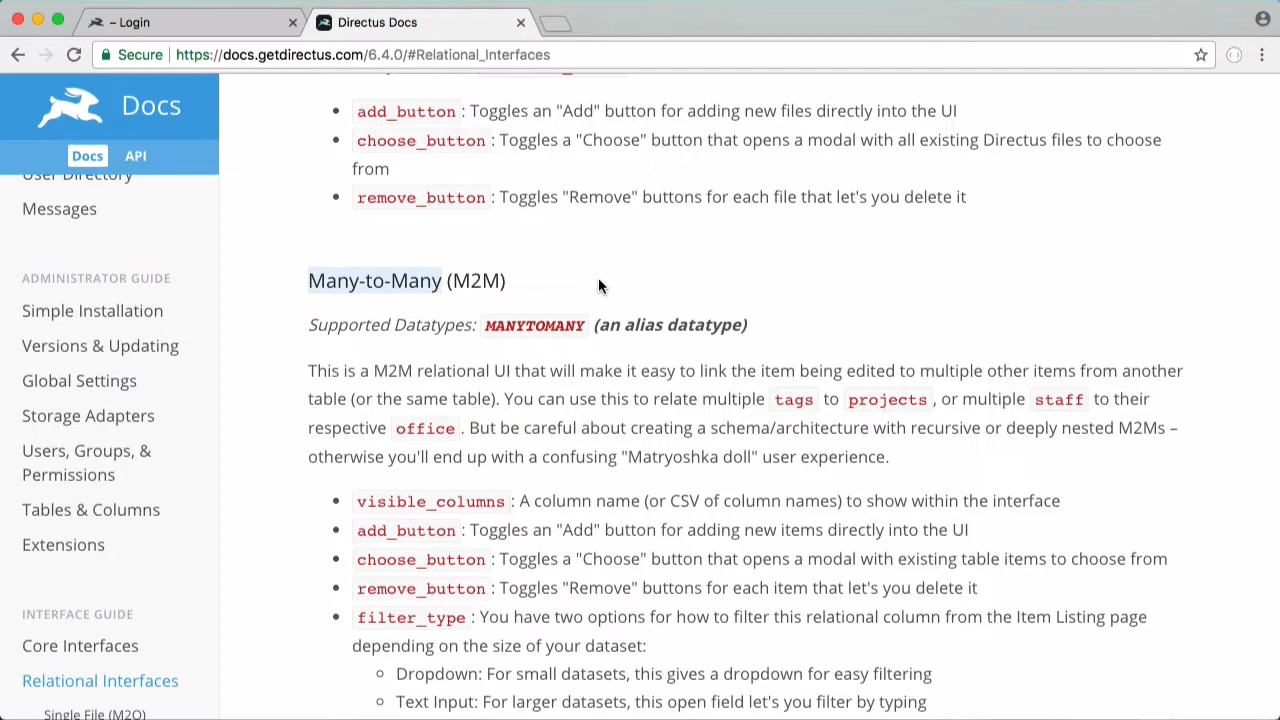 – Login
Directus Docs
Secure https://docs.getdirectus.com/6.4.0/#Relational_Interfaces
Docs
Docs API
User Directory
Messages
ADMINISTRATOR GUIDE
Simple Installation
Versions & Updating
Global Settings
Storage Adapters
Users, Groups, &
Permissions
Tables & Columns
Extensions
INTERFACE GUIDE
Core Interfaces
Relational Interfaces
Single File (M2O)
add_button: Toggles an "Add" button for adding new files directly into the UI
choose_button: Toggles a "Choose" button that opens a modal with all existing Directus files to choose
from
remove_button: Toggles "Remove" buttons for each file that let's you delete it
Many-to-Many (M2M)
Supported Datatypes: MANYTOMANY (an alias datatype)
This is a M2M relational UI that will make it easy to link the item being edited to multiple other items from another
table (or the same table). You can use this to relate multiple tags to projects, or multiple staff to their
respective office. But be careful about creating a schema/architecture with recursive or deeply nested M2Ms –
otherwise you'll end up with a confusing "Matryoshka doll" user experience.
visible_columns: A column name (or CSV of column names) to show within the interface
add_button: Toggles an "Add" button for adding new items directly into the UI
choose_button: Toggles a "Choose" button that opens a modal with existing table items to choose from
remove_button: Toggles "Remove" buttons for each item that let's you delete it
filter_type: You have two options for how to filter this relational column from the Item Listing page
depending on the size of your dataset:
Dropdown: For small datasets, this gives a dropdown for easy filtering
Text Input: For larger datasets, this open field let's you filter by typing